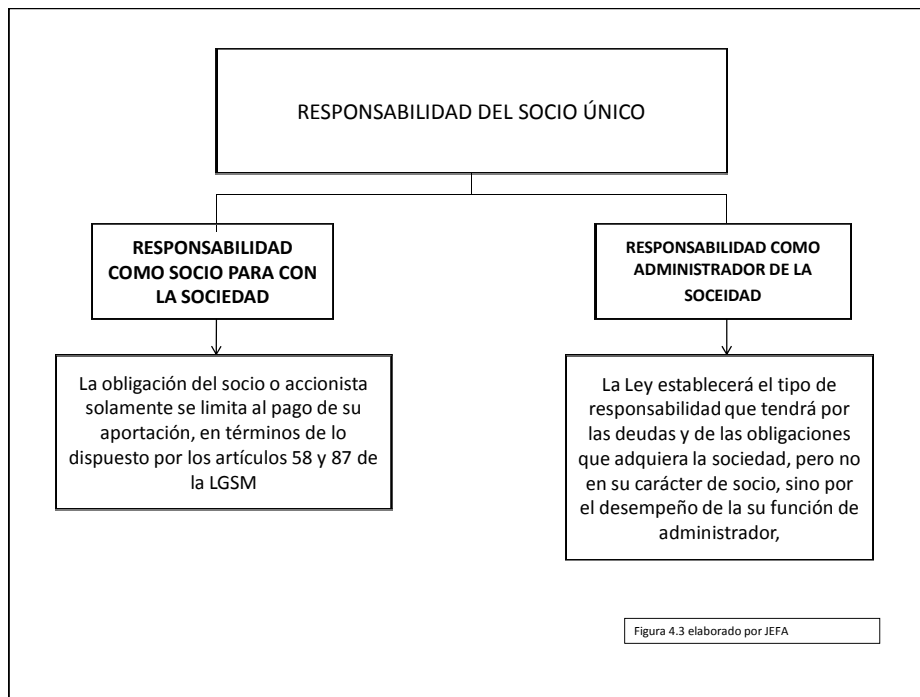 RESPONSABILIDAD DEL SOCIO ÚNICO
RESPONSABILIDAD
COMO SOCIO PARA CON
LA SOCIEDAD
La obligación del socio o accionista
solamente se limita al pago de su
aportación, en términos de lo
dispuesto por los artículos 58 y 87 de
la LGSM
RESPONSABILIDAD COMO
ADMINISTRADOR DE LA
SOCEIDAD
La Ley establecerá el tipo de
responsabilidad que tendrá por
las deudas y de las obligaciones
que adquiera la sociedad, pero no
en su carácter de socio, sino por
el desempeño de la su función de
administrador,
Figura 4.3 elaborado por JEFA